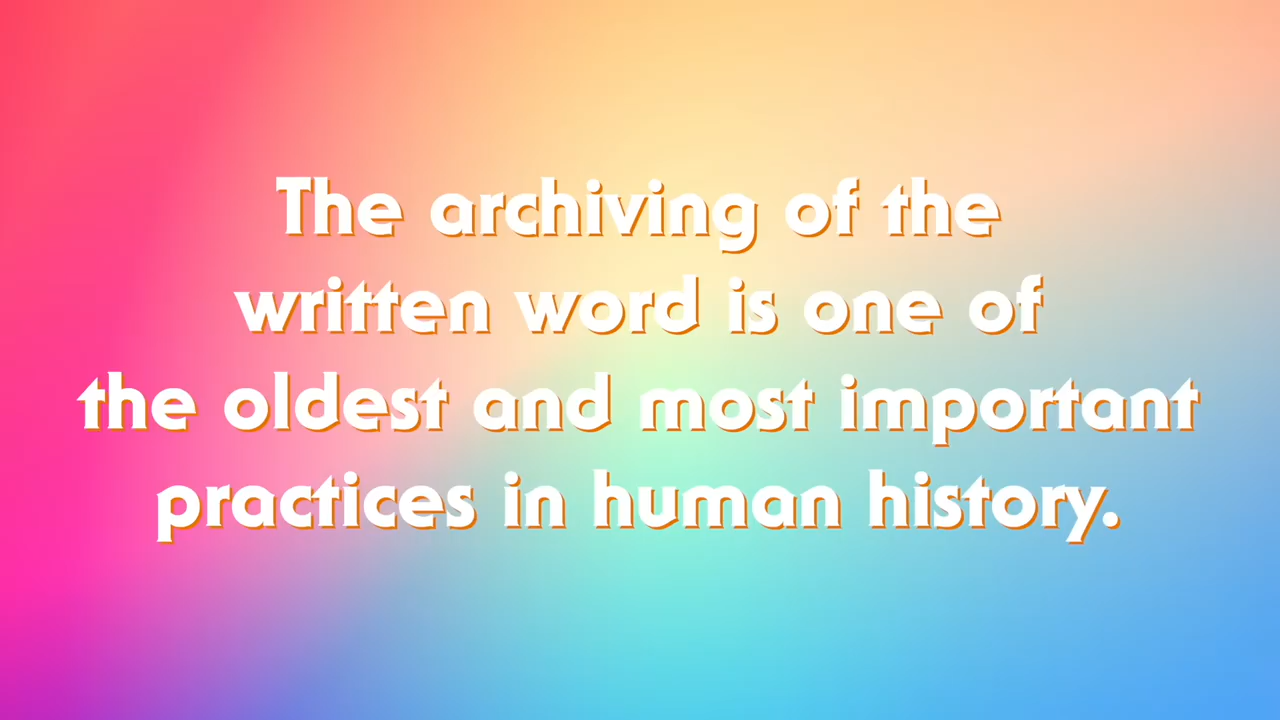 The archiving of the
written word is one of
the oldest and most important
practices in human history.